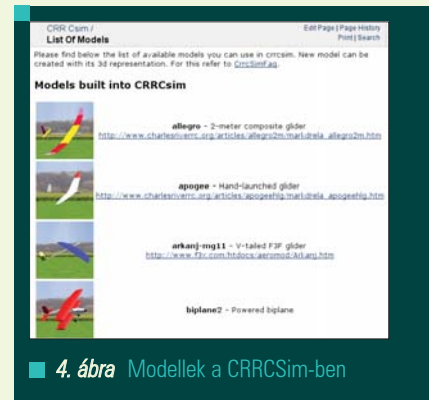 CRR Csim /
List Of Models
Edit Page | Page History
Print | Search
Please find below the list of available models you can use in crrcsim. New model can be
created with its 3d representation. For this refer to CrrcSimFaq.
Models built into CRRCsim
allegro - 2-meter composite glider
http://www.charlesriverrc.org/articles/allegro2m/markdrela_allegro2m.htm
apogee - Hand-launched glider
http://www.charlesriverrc.org/articles/apogeehlg/markdrela_apogeehlg.htm
arkanj-mg11 - V-tailed F3F glider
http://www.f3v.com.htdocs/aeromod/Arkanj.htm
biplane2 - Powered biplane
4. ábra Modellek a CRRCSim-ben